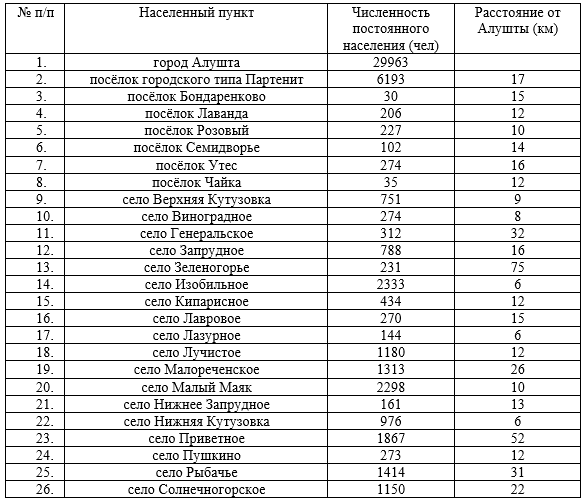 № п/п Населенный пункт Численность постоянного населения (чел) Расстояние от Алушты (км)
1. город Алушта 29963
2. посёлок городского типа Партенит 6193 17
3. посёлок Бондаренково 30 15
4. посёлок Лаванда 206 12
5. посёлок Розовый 227 10
6. посёлок Семидворье 102 14
7. посёлок Утес 274 16
8. посёлок Чайка 35 12
9. село Верхняя Кутузовка 751 9
10. село Виноградное 274 8
11. село Генеральское 312 32
12. село Запрудное 788 16
13. село Зеленогорье 231 75
14. село Изобильное 2333 6
15. село Кипарисное 434 12
16. село Лавровое 270 15
17. село Лазурное 144 6
18. село Лучистое 1180 12
19. село Малореченское 1313 26
20. село Малый Маяк 2298 10
21. село Нижнее Запрудное 161 13
22. село Нижняя Кутузовка 976 6
23. село Приветное 1867 52
24. село Пушкино 273 12
25. село Рыбачье 1414 31
26. село Солнечногорское 1150 22